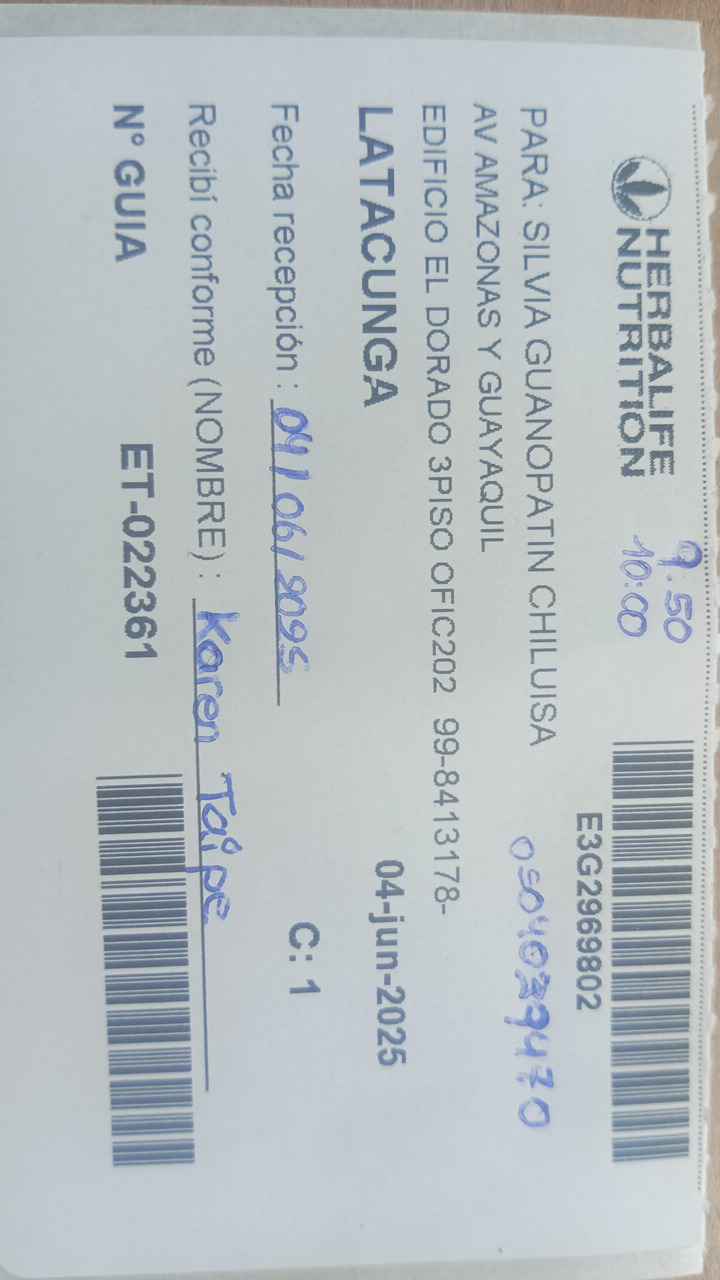 HERBALIFE
NUTRITION
9:50
10:00
E3G2969802
PARA: SILVIA GUANOPATIN CHILUISA
AV AMAZONAS Y GUAYAQUIL
EDIFICIO EL DORADO 3PISO OFIC202 99-8413178-
LATACUNGA 04-jun-2025
Fecha recepción : 04/06/2025 C: 1
Recibí conforme (NOMBRE) : Karen Taipe
N° GUIA ET-022361